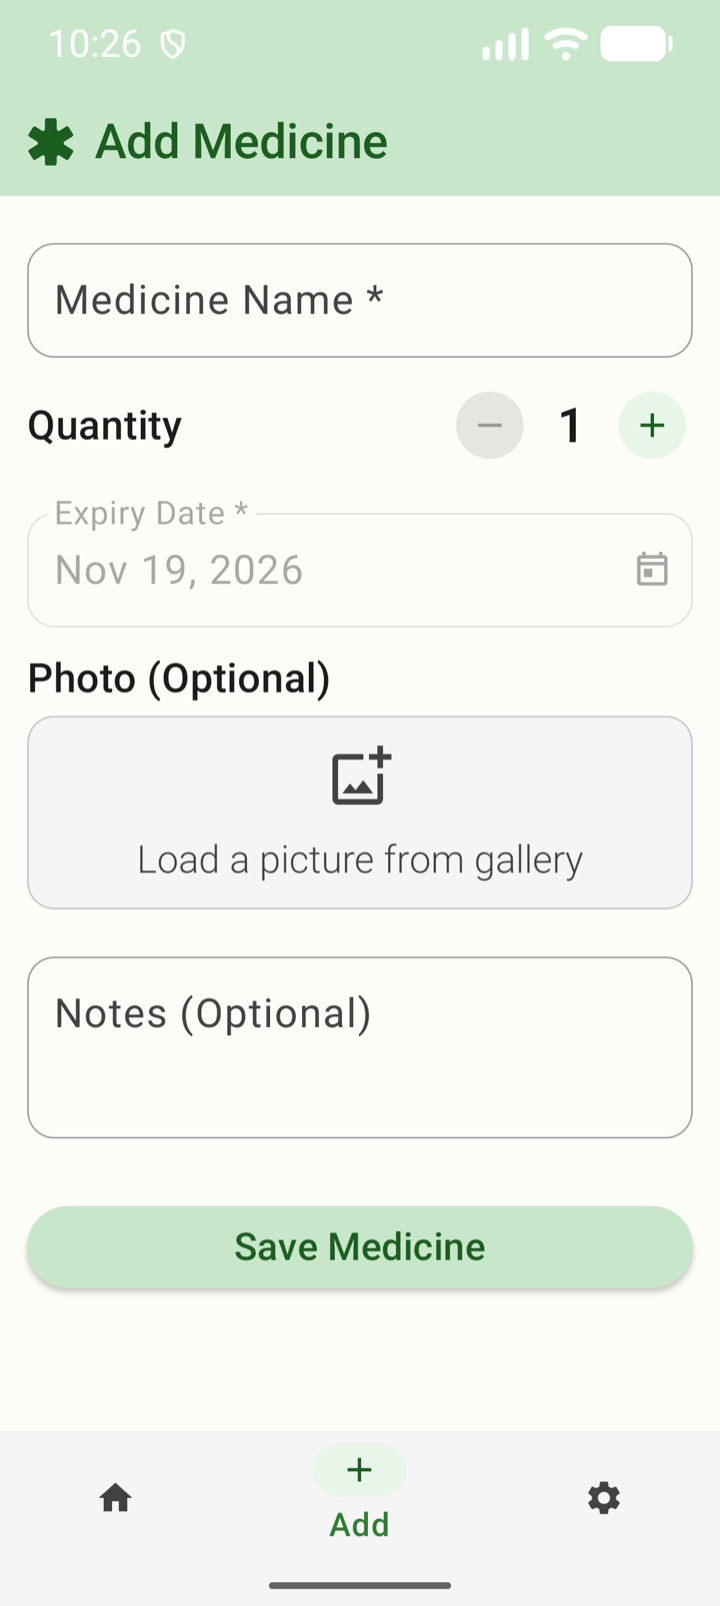 10:26
Add Medicine
Medicine Name *
Quantity
1
Expiry Date *
Nov 19, 2026
Photo (Optional)
Load a picture from gallery
Notes (Optional)
Save Medicine
Add